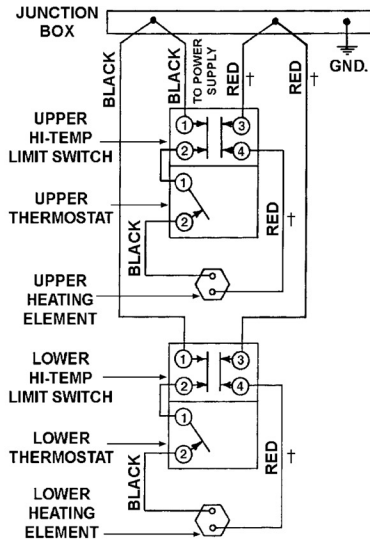 JUNCTION
BOX
GND.
BLACK
BLACK
TO POWER
SUPPLY
RED
†
RED
†
UPPER
HI-TEMP
LIMIT SWITCH
1
3
2
4
UPPER
THERMOSTAT
1
2
BLACK
RED
†
UPPER
HEATING
ELEMENT
LOWER
HI-TEMP
LIMIT SWITCH
1
3
2
4
LOWER
THERMOSTAT
1
2
BLACK
RED
†
LOWER
HEATING
ELEMENT